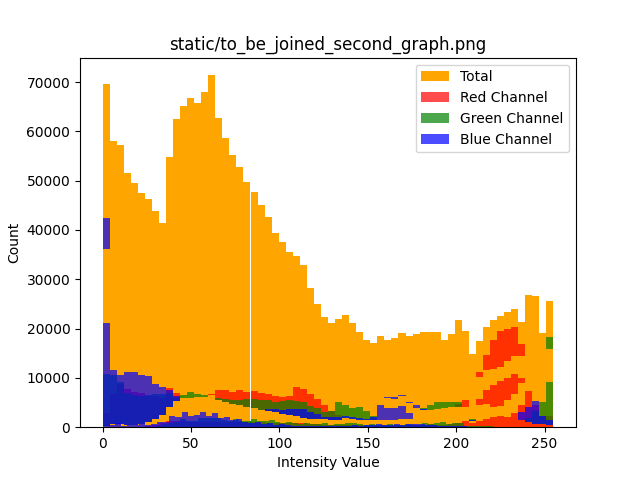 static/to_be_joined_second_graph.png
Total
Red Channel
Green Channel
Blue Channel
70000
60000
50000
40000
30000
20000
10000
0
Count
0 50 100 150 200 250
Intensity Value